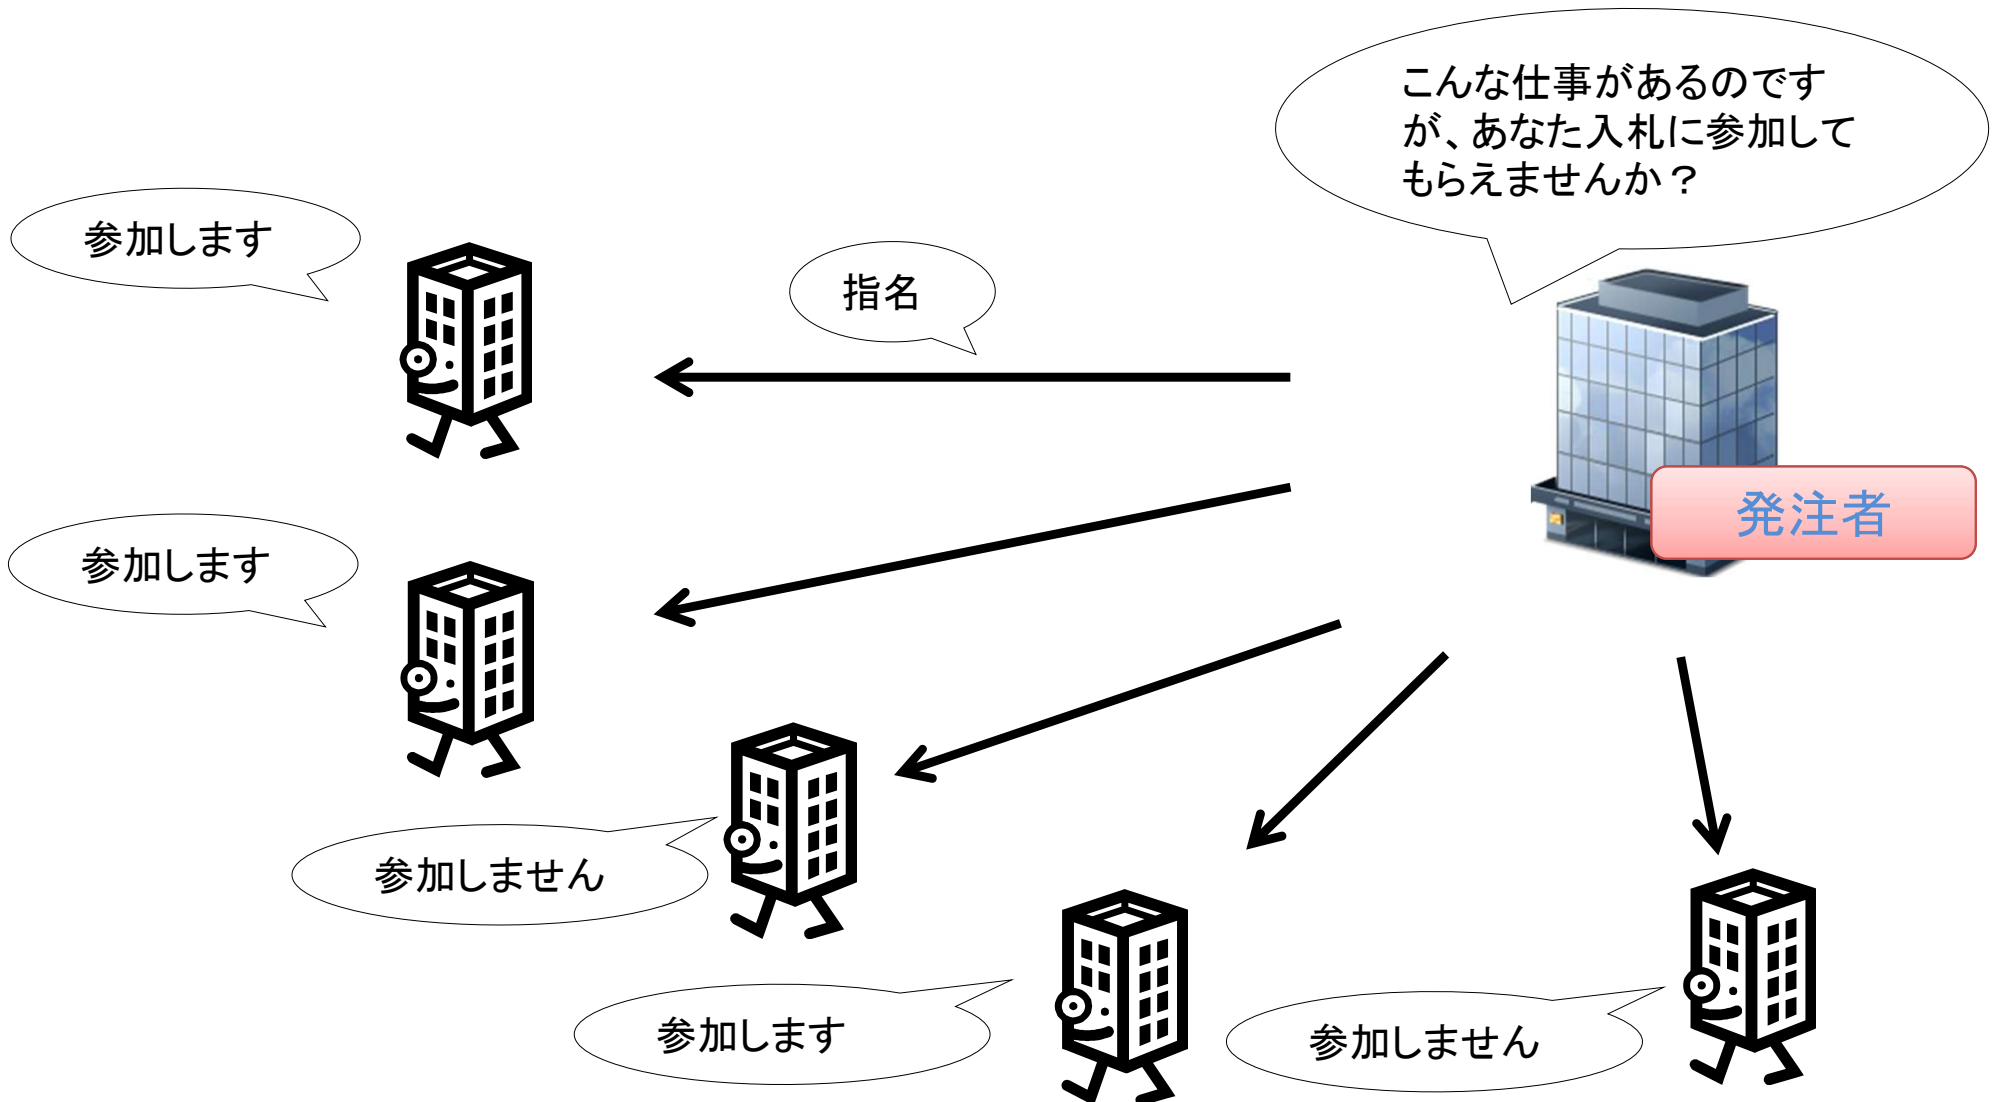 こんな仕事があるのです
が、あなた入札に参加して
もらえませんか？
参加します
指名
発注者
参加します
参加しません
参加します
参加しません